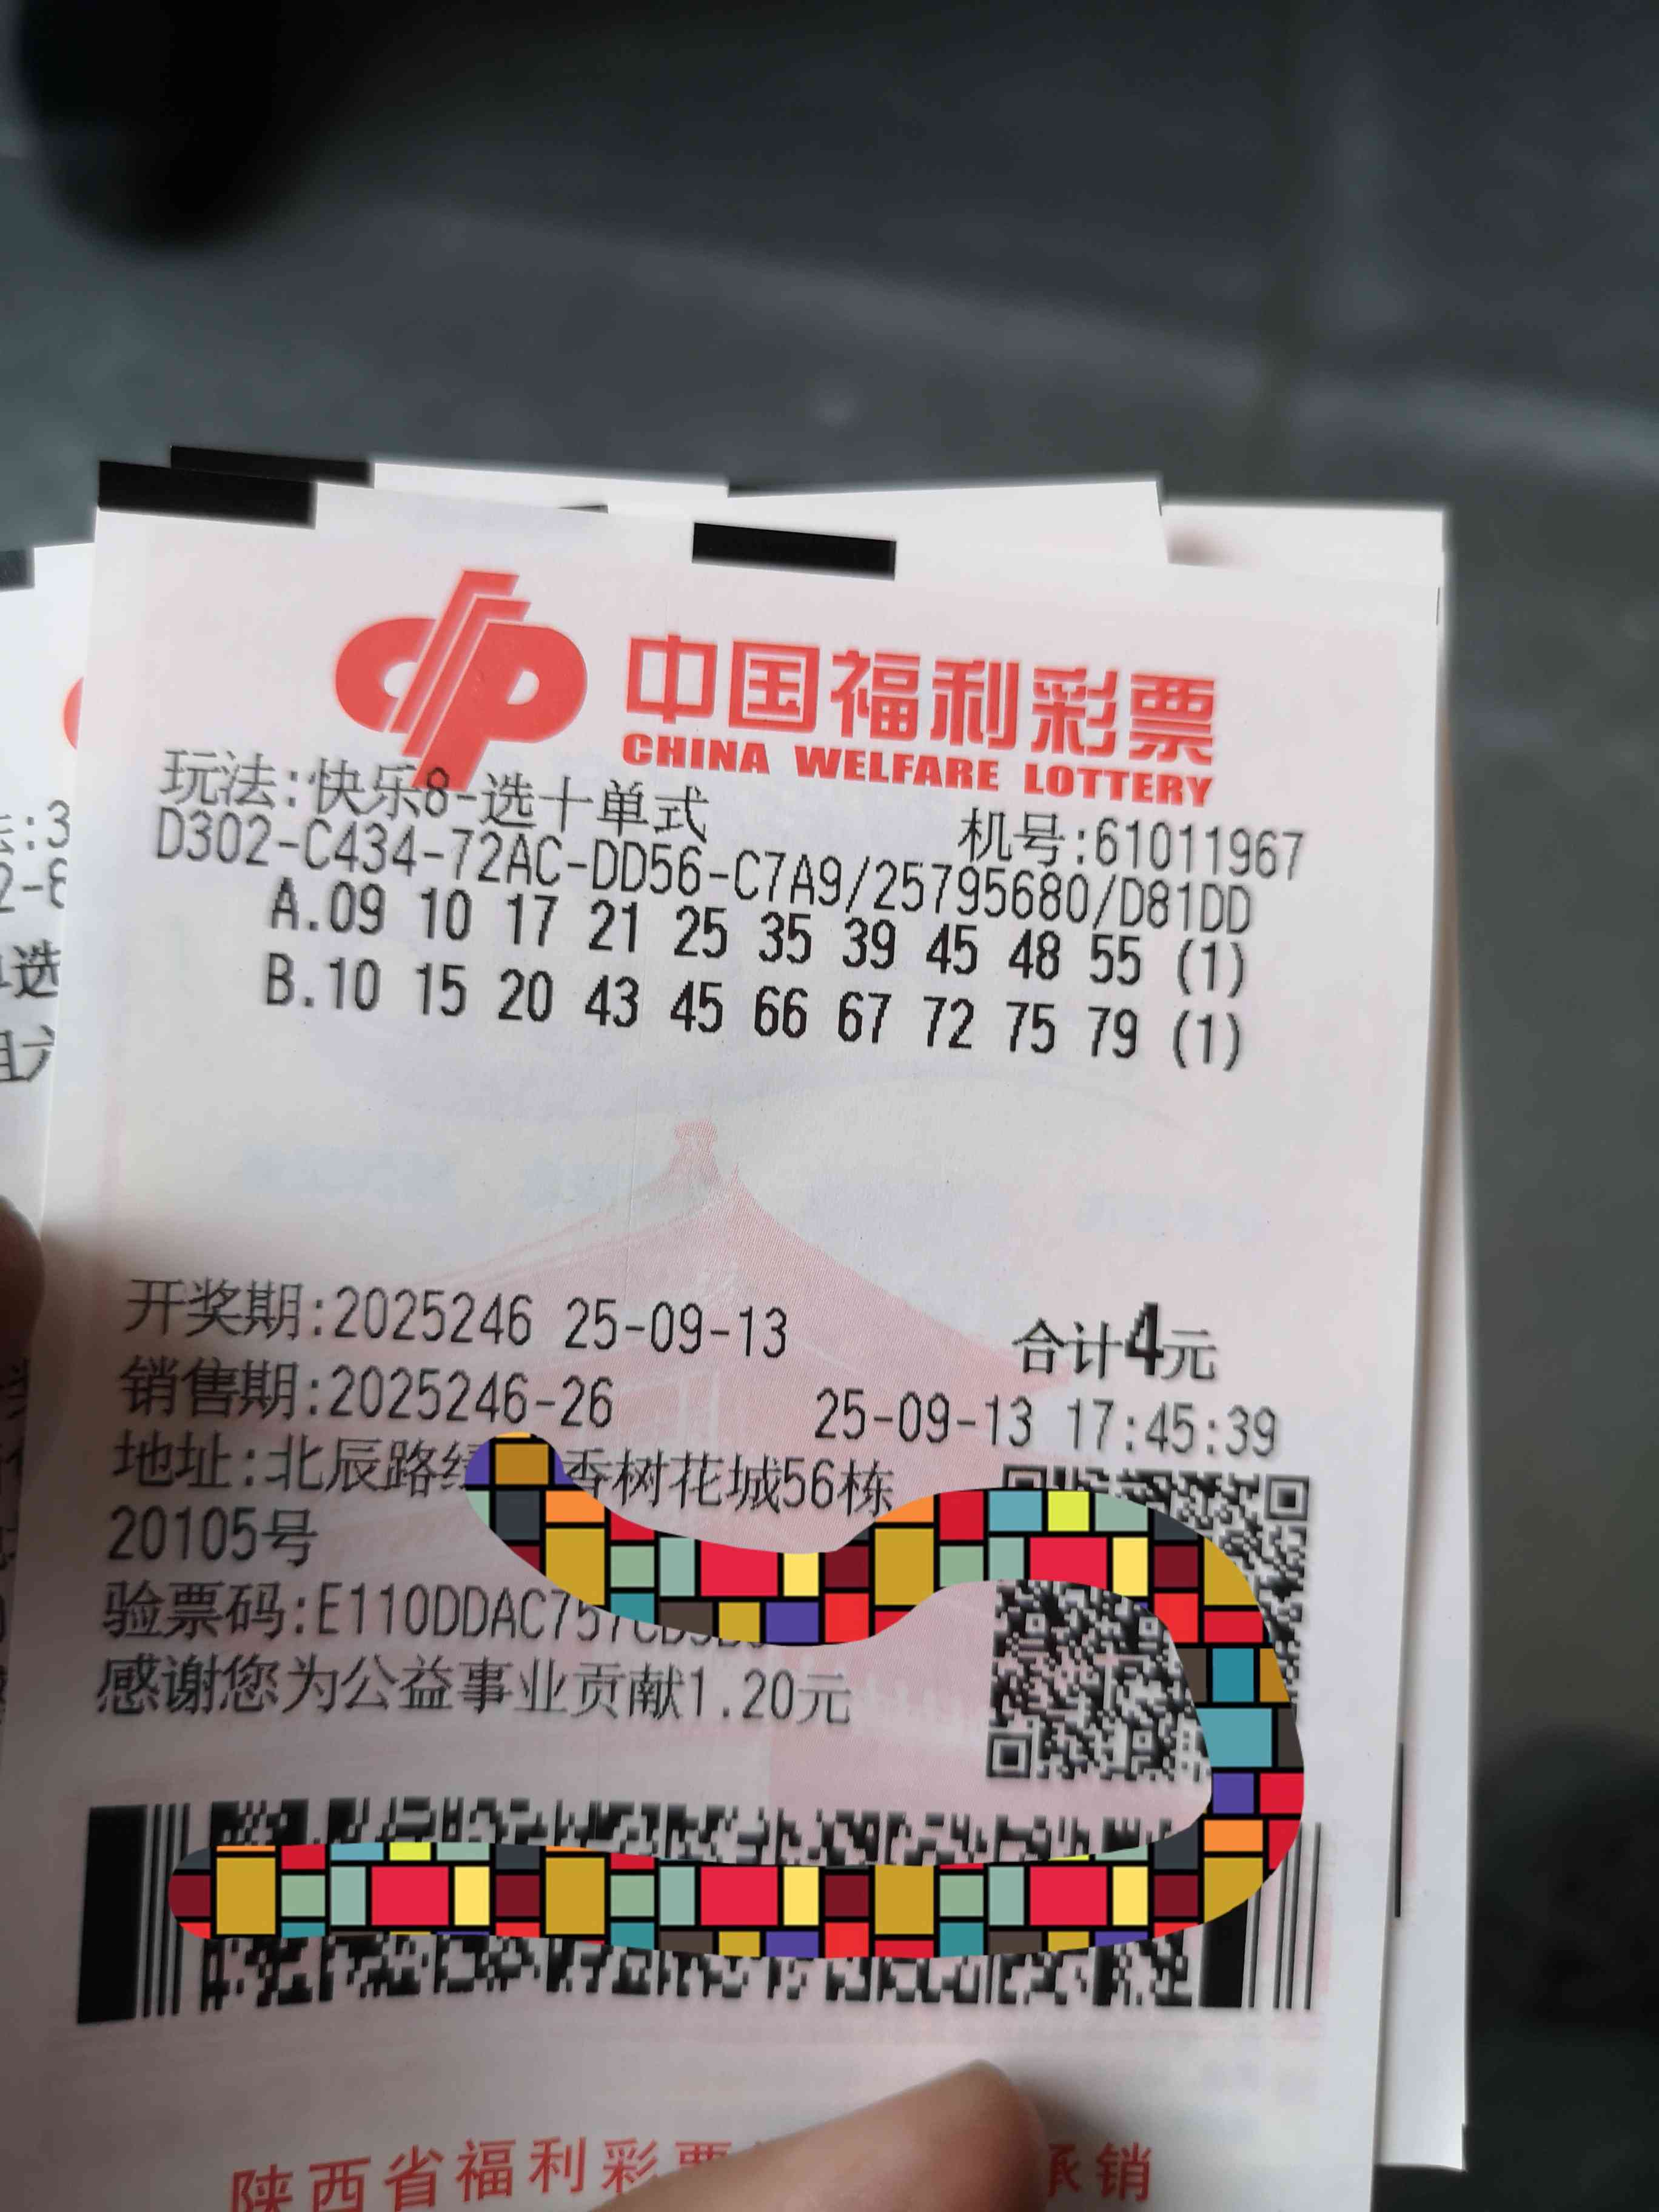 中国福利彩票
CHINA WELFARE LOTTERY
玩法:快乐8-选十单式
机号:61011967
D302-C434-72AC-DD56-C7A9/25795680/D81DD
A.09 10 17 21 25 35 39 45 48 55 (1)
B.10 15 20 43 45 66 67 72 75 79 (1)
开奖期:2025246 25-09-13
合计4元
销售期:2025246-26 25-09-13 17:45:39
地址:北辰路 香树花城56栋
20105号
验票码:E110DDAC757
感谢您为公益事业贡献1.20元
陕西省福利彩票 承销